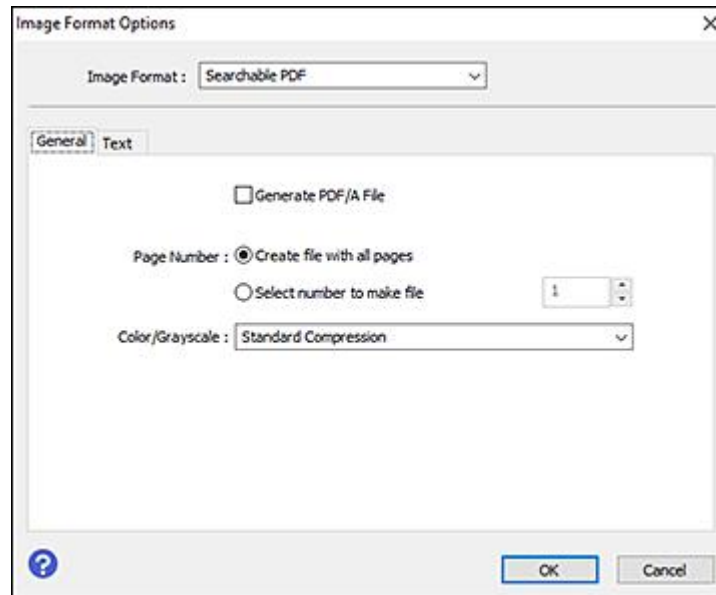 Image Format Options
Image Format : Searchable PDF
General Text
Generate PDF/A File
Page Number : Create file with all pages
Select number to make file 1
Color/Grayscale : Standard Compression
? OK Cancel